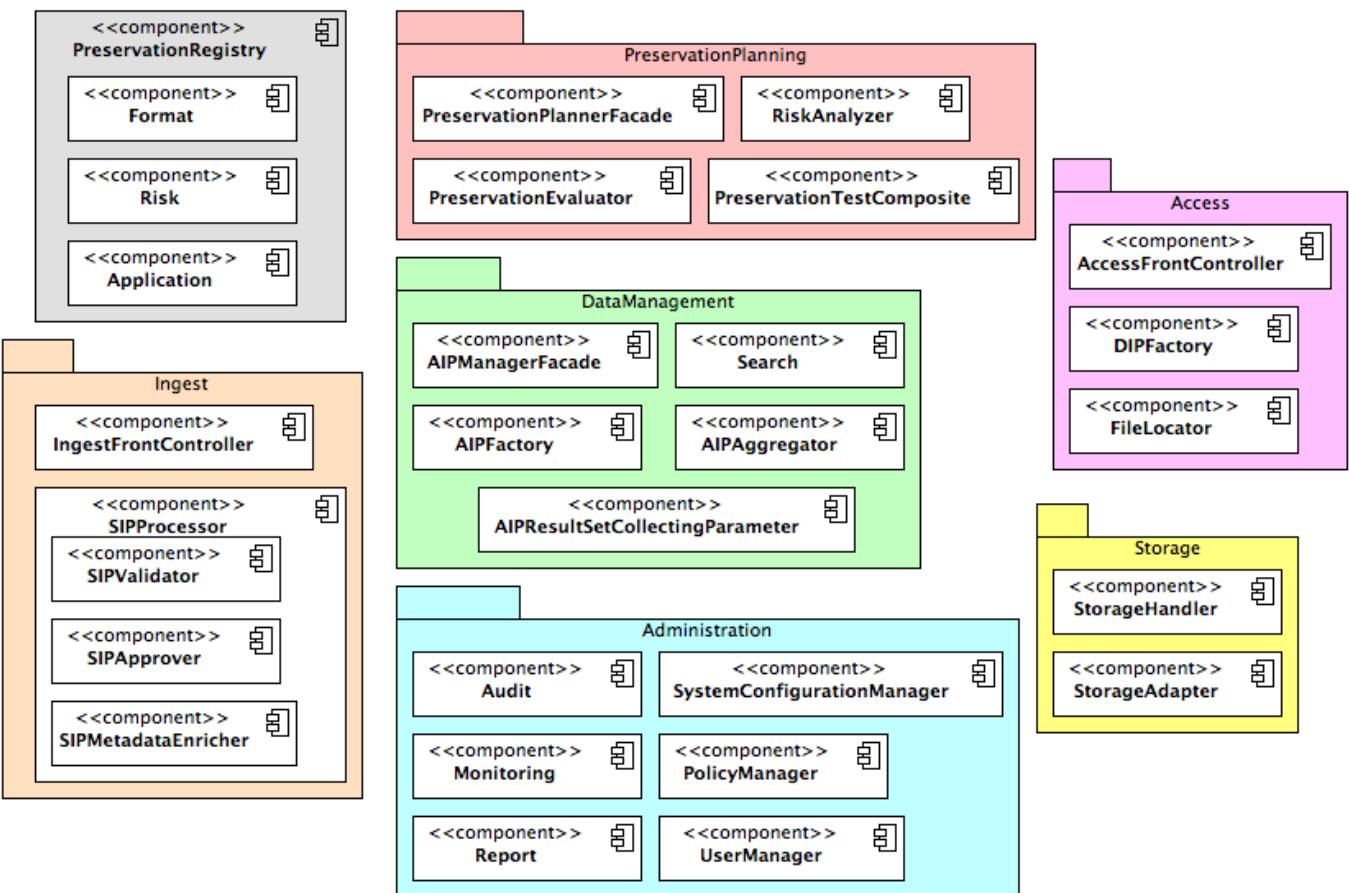 <<component>>
PreservationRegistry
<<component>>
Format
<<component>>
Risk
<<component>>
Application
PreservationPlanning
<<component>>
PreservationPlannerFacade
<<component>>
RiskAnalyzer
<<component>>
PreservationEvaluator
<<component>>
PreservationTestComposite
Access
<<component>>
AccessFrontController
<<component>>
DIPFactory
<<component>>
FileLocator
DataManagement
<<component>>
AIPManagerFacade
<<component>>
Search
<<component>>
AIPFactory
<<component>>
AIPAggregator
<<component>>
AIPResultSetCollectingParameter
Ingest
<<component>>
IngestFrontController
<<component>>
SIPProcessor
<<component>>
SIPValidator
<<component>>
SIPApprover
<<component>>
SIPMetadataEnricher
Storage
<<component>>
StorageHandler
<<component>>
StorageAdapter
Administration
<<component>>
Audit
<<component>>
SystemConfigurationManager
<<component>>
Monitoring
<<component>>
PolicyManager
<<component>>
Report
<<component>>
UserManager